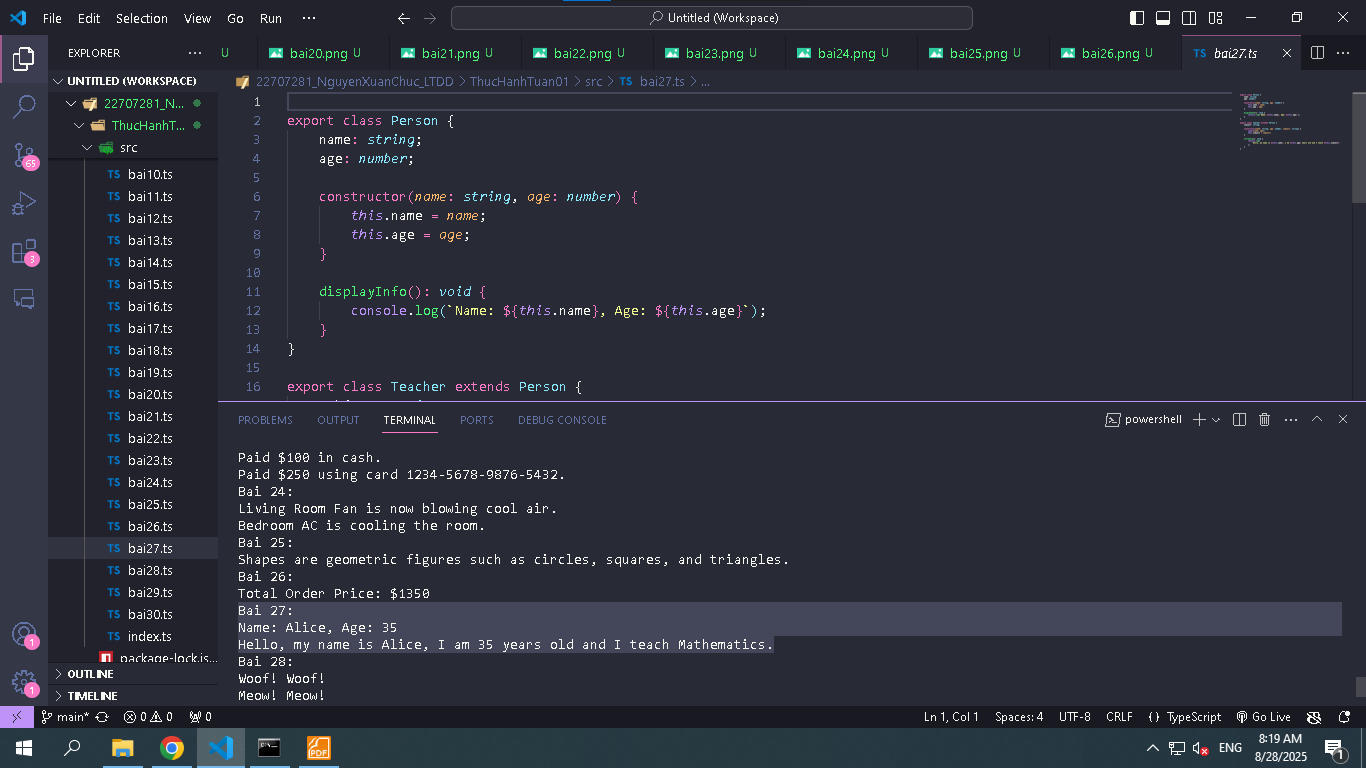 File Edit Selection View Go Run ··· Untitled (Workspace)
EXPLORER ··· U bai20.png U bai21.png U bai22.png U bai23.png U bai24.png U bai25.png U bai26.png U TS bai27.ts
UNTITLED (WORKSPACE)
22707281_N...
ThucHanhT...
src
TS bai10.ts
TS bai11.ts
TS bai12.ts
TS bai13.ts
TS bai14.ts
TS bai15.ts
TS bai16.ts
TS bai17.ts
TS bai18.ts
TS bai19.ts
TS bai20.ts
TS bai21.ts
TS bai22.ts
TS bai23.ts
TS bai24.ts
TS bai25.ts
TS bai26.ts
TS bai27.ts
TS bai28.ts
TS bai29.ts
TS bai30.ts
TS index.ts
package-lock.js...
OUTLINE
TIMELINE
65
3
1
1
22707281_NguyenXuanChuc_LTDD > ThucHanhTuan01 > src > TS bai27.ts > ...
1
2 export class Person {
3 name: string;
4 age: number;
5
6 constructor(name: string, age: number) {
7 this.name = name;
8 this.age = age;
9 }
10
11 displayInfo(): void {
12 console.log(`Name: ${this.name}, Age: ${this.age}`);
13 }
14 }
15
16 export class Teacher extends Person {
PROBLEMS OUTPUT TERMINAL PORTS DEBUG CONSOLE powershell
Paid $100 in cash.
Paid $250 using card 1234-5678-9876-5432.
Bai 24:
Living Room Fan is now blowing cool air.
Bedroom AC is cooling the room.
Bai 25:
Shapes are geometric figures such as circles, squares, and triangles.
Bai 26:
Total Order Price: $1350
Bai 27:
Name: Alice, Age: 35
Hello, my name is Alice, I am 35 years old and I teach Mathematics.
Bai 28:
Woof! Woof!
Meow! Meow!
main* 0 0 0 Ln 1, Col 1 Spaces: 4 UTF-8 CRLF {} TypeScript Go Live
PDF ENG 8:19 AM
8/28/2025 1